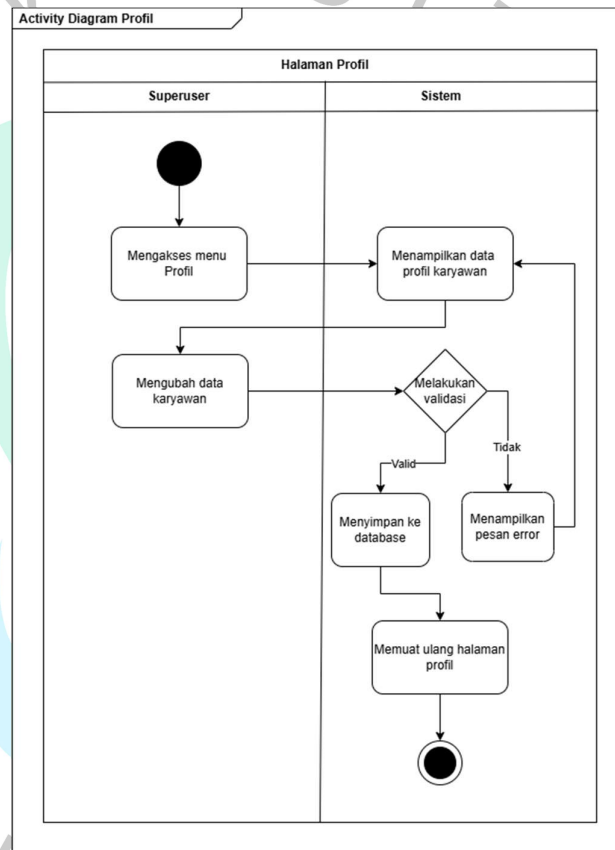 Activity Diagram Profil
Halaman Profil
Superuser
Sistem
Mengakses menu
Profil
Menampilkan data
profil karyawan
Mengubah data
karyawan
Melakukan
validasi
Tidak
Valid
Menyimpan ke
database
Menampilkan
pesan error
Memuat ulang halaman
profil